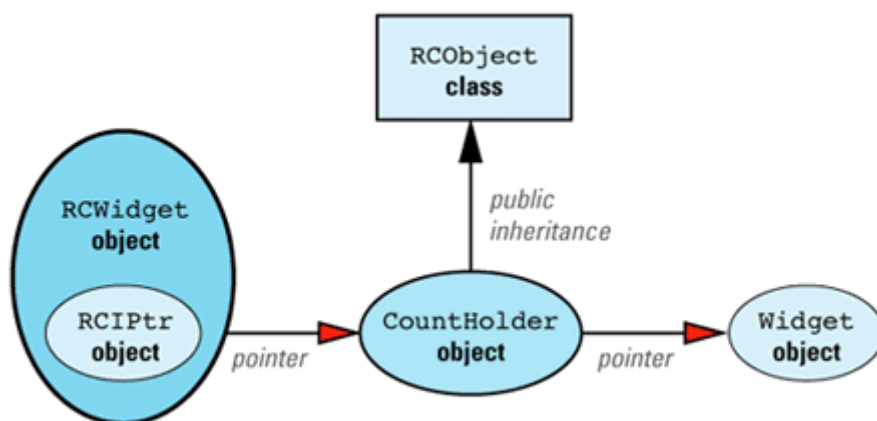 RCObject
class
RCWidget
object
RCIPtr
object
pointer
public
inheritance
CountHolder
object
pointer
Widget
object